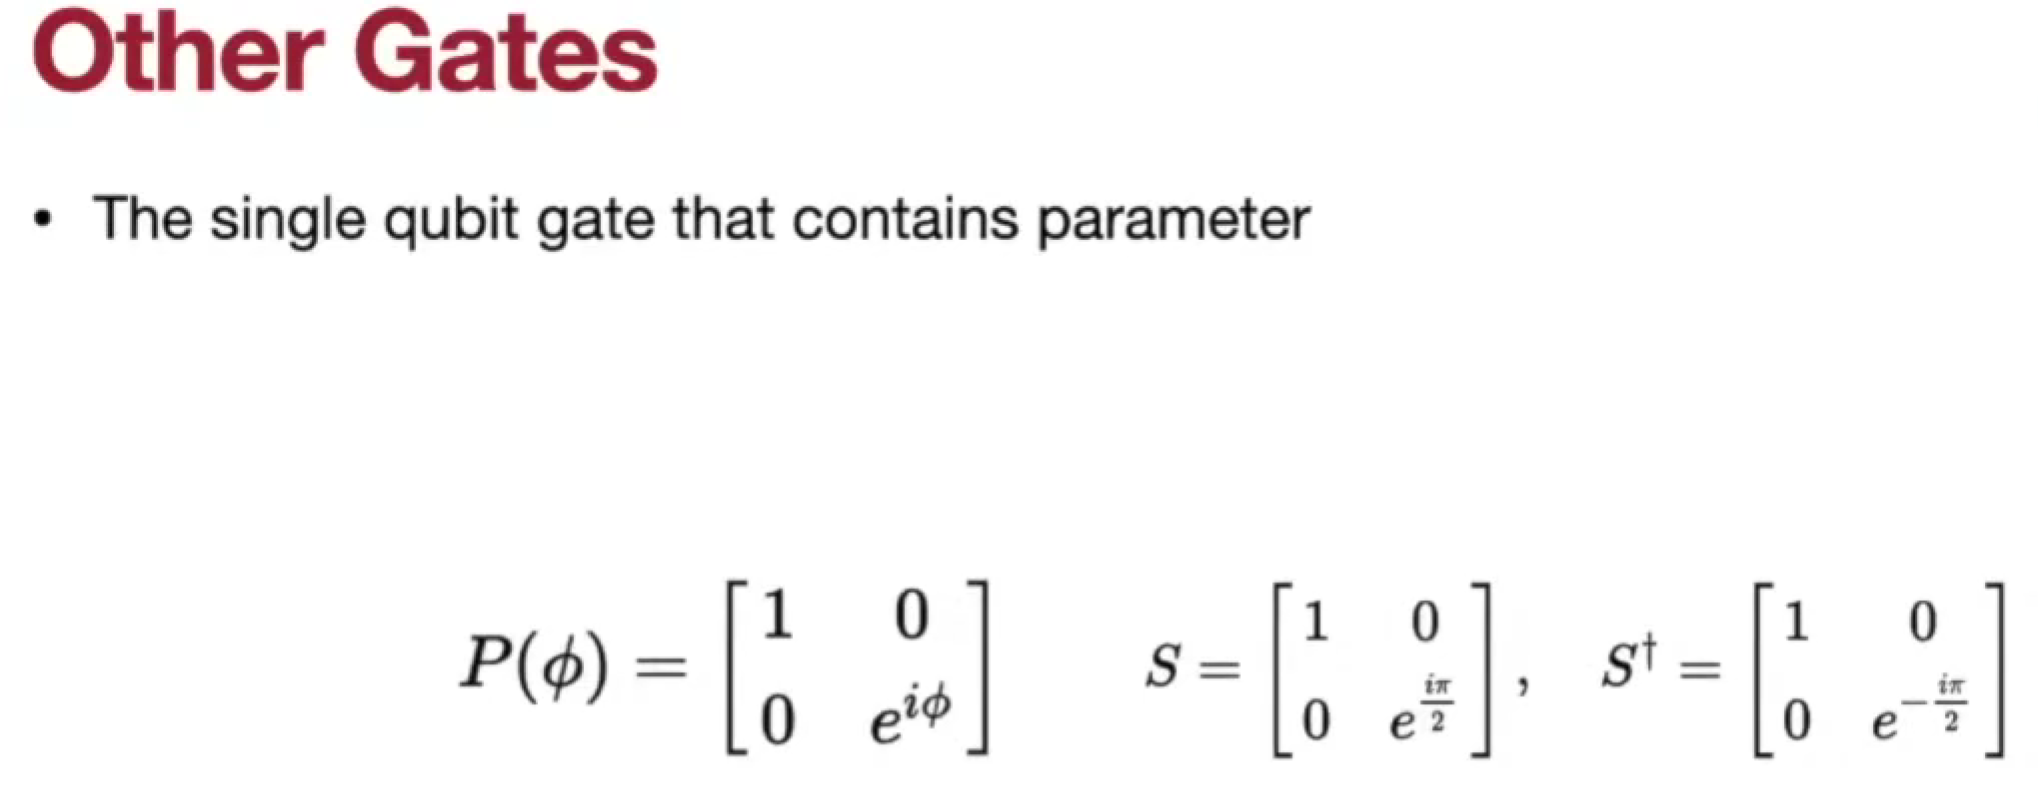 Other Gates
• The single qubit gate that contains parameter
$P(\phi) = \begin{bmatrix} 1 & 0 \\ 0 & e^{i\phi} \end{bmatrix}$ $S = \begin{bmatrix} 1 & 0 \\ 0 & e^{\frac{i\pi}{2}} \end{bmatrix}, \quad S^\dagger = \begin{bmatrix} 1 & 0 \\ 0 & e^{-\frac{i\pi}{2}} \end{bmatrix}$